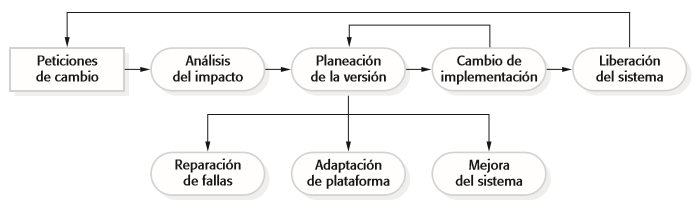 Peticiones
de cambio
Análisis
del impacto
Planeación
de la versión
Cambio de
implementación
Liberación
del sistema
Reparación
de fallas
Adaptación
de plataforma
Mejora
del sistema